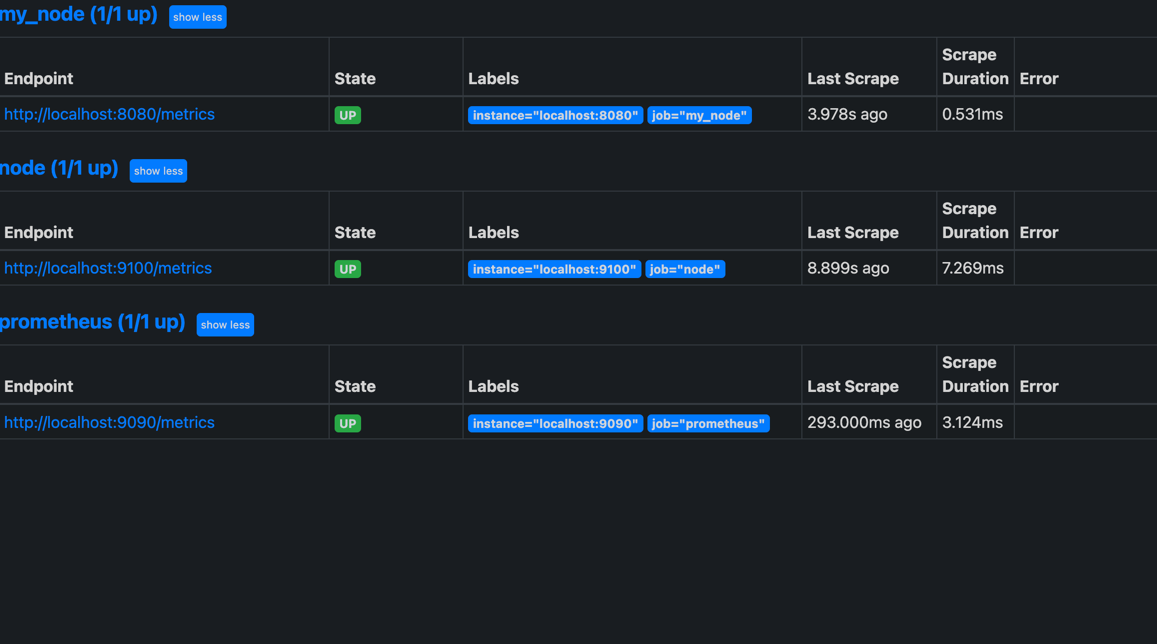 my_node (1/1 up) show less
Endpoint State Labels Last Scrape Scrape Duration Error
http://localhost:8080/metrics UP instance="localhost:8080" job="my_node" 3.978s ago 0.531ms
node (1/1 up) show less
Endpoint State Labels Last Scrape Scrape Duration Error
http://localhost:9100/metrics UP instance="localhost:9100" job="node" 8.899s ago 7.269ms
prometheus (1/1 up) show less
Endpoint State Labels Last Scrape Scrape Duration Error
http://localhost:9090/metrics UP instance="localhost:9090" job="prometheus" 293.000ms ago 3.124ms